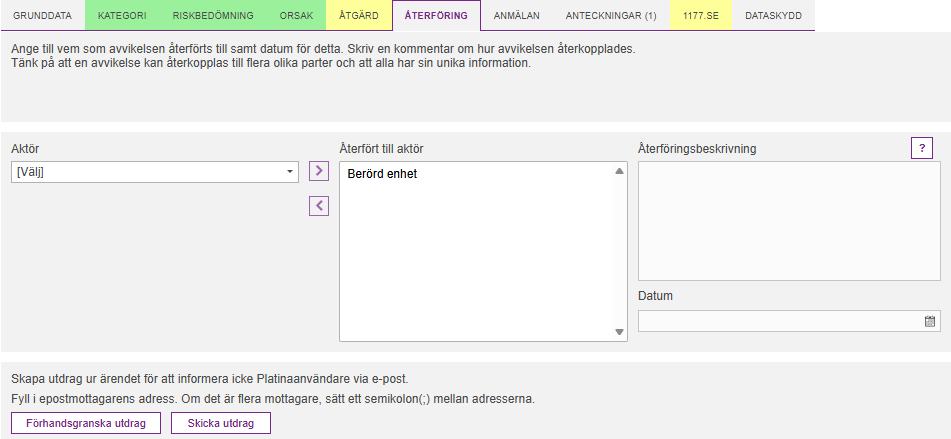 GRUNDDATA KATEGORI RISKBEDÖMNING ORSAK ÅTGÄRD ÅTERFÖRING ANMÄLAN ANTECKNINGAR (1) 1177.SE DATASKYDD
Ange till vem som avvikelsen återförts till samt datum för detta. Skriv en kommentar om hur avvikelsen återkopplades.
Tänk på att en avvikelse kan återkopplas till flera olika parter och att alla har sin unika information.
Aktör
[Välj]
Återfört till aktör
Berörd enhet
Återföringsbeskrivning
?
Datum
Skapa utdrag ur ärendet för att informera icke Platinaanvändare via e-post.
Fyll i epostmottagarens adress. Om det är flera mottagare, sätt ett semikolon(;) mellan adresserna.
Förhandsgranska utdrag Skicka utdrag